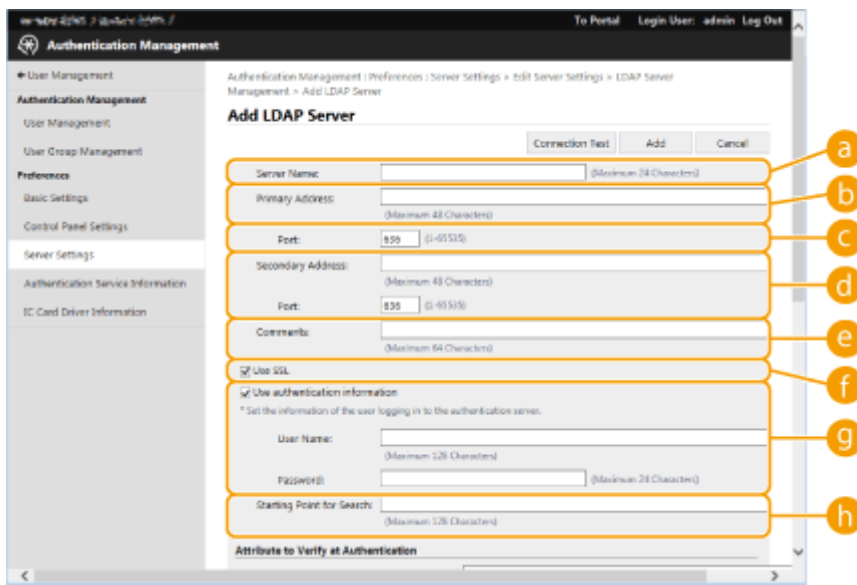 To Portal Login User: admin Log Out
Authentication Management
User Management
Authentication Management
User Management
User Group Management
Preferences
Basic Settings
Control Panel Settings
Server Settings
Authentication Service Information
IC Card Driver Information
Authentication Management : Preferences : Server Settings > Edit Server Settings > LDAP Server
Management > Add LDAP Server
Add LDAP Server
Connection Test Add Cancel
Server Name: (Maximum 24 Characters) a
Primary Address: b
(Maximum 48 Characters)
Port: 636 (1-65535) c
Secondary Address:
(Maximum 48 Characters) d
Port: 636 (1-65535)
Comments: e
(Maximum 64 Characters)
Use SSL f
Use authentication information
* Set the information of the user logging in to the authentication server.
User Name: g
(Maximum 128 Characters)
Password: (Maximum 24 Characters)
Starting Point for Search: h
(Maximum 128 Characters)
Attribute to Verify at Authentication